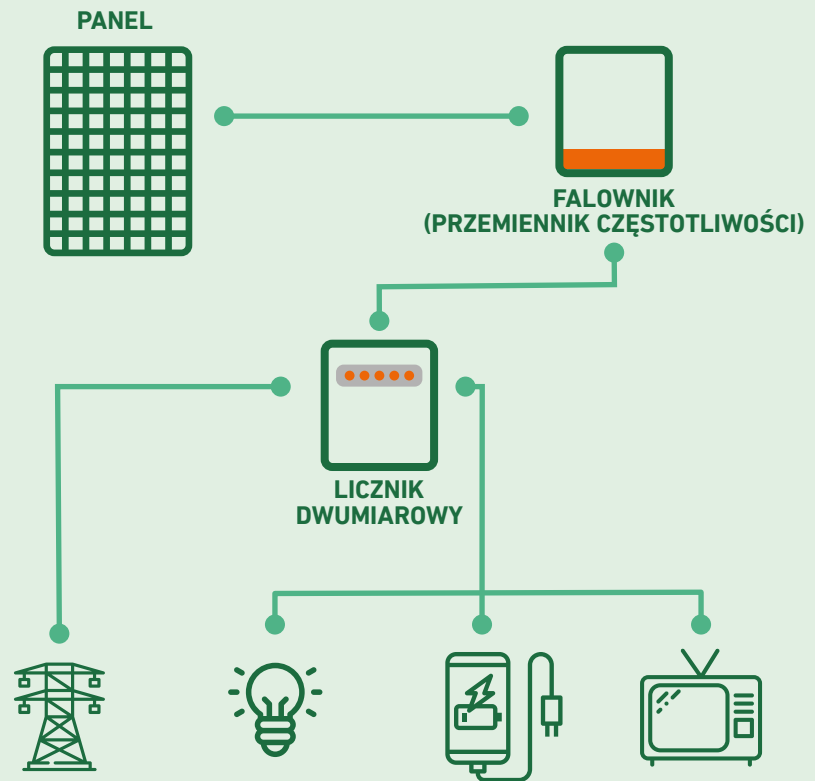 PANEL
FALOWNIK
(PRZEMIENNIK CZĘSTOTLIWOŚCI)
LICZNIK
DWUMIAROWY